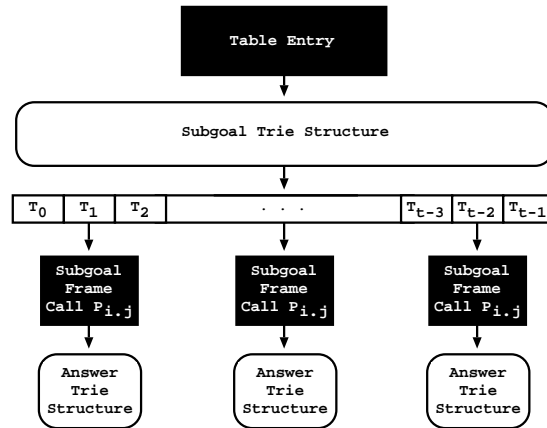 Table Entry
Subgoal Trie Structure
T0 T1 T2 . . . Tt-3 Tt-2 Tt-1
Subgoal Subgoal Subgoal
Frame Frame Frame
Call Pi.j Call Pi.j Call Pi.j
Answer Answer Answer
Trie Trie Trie
Structure Structure Structure